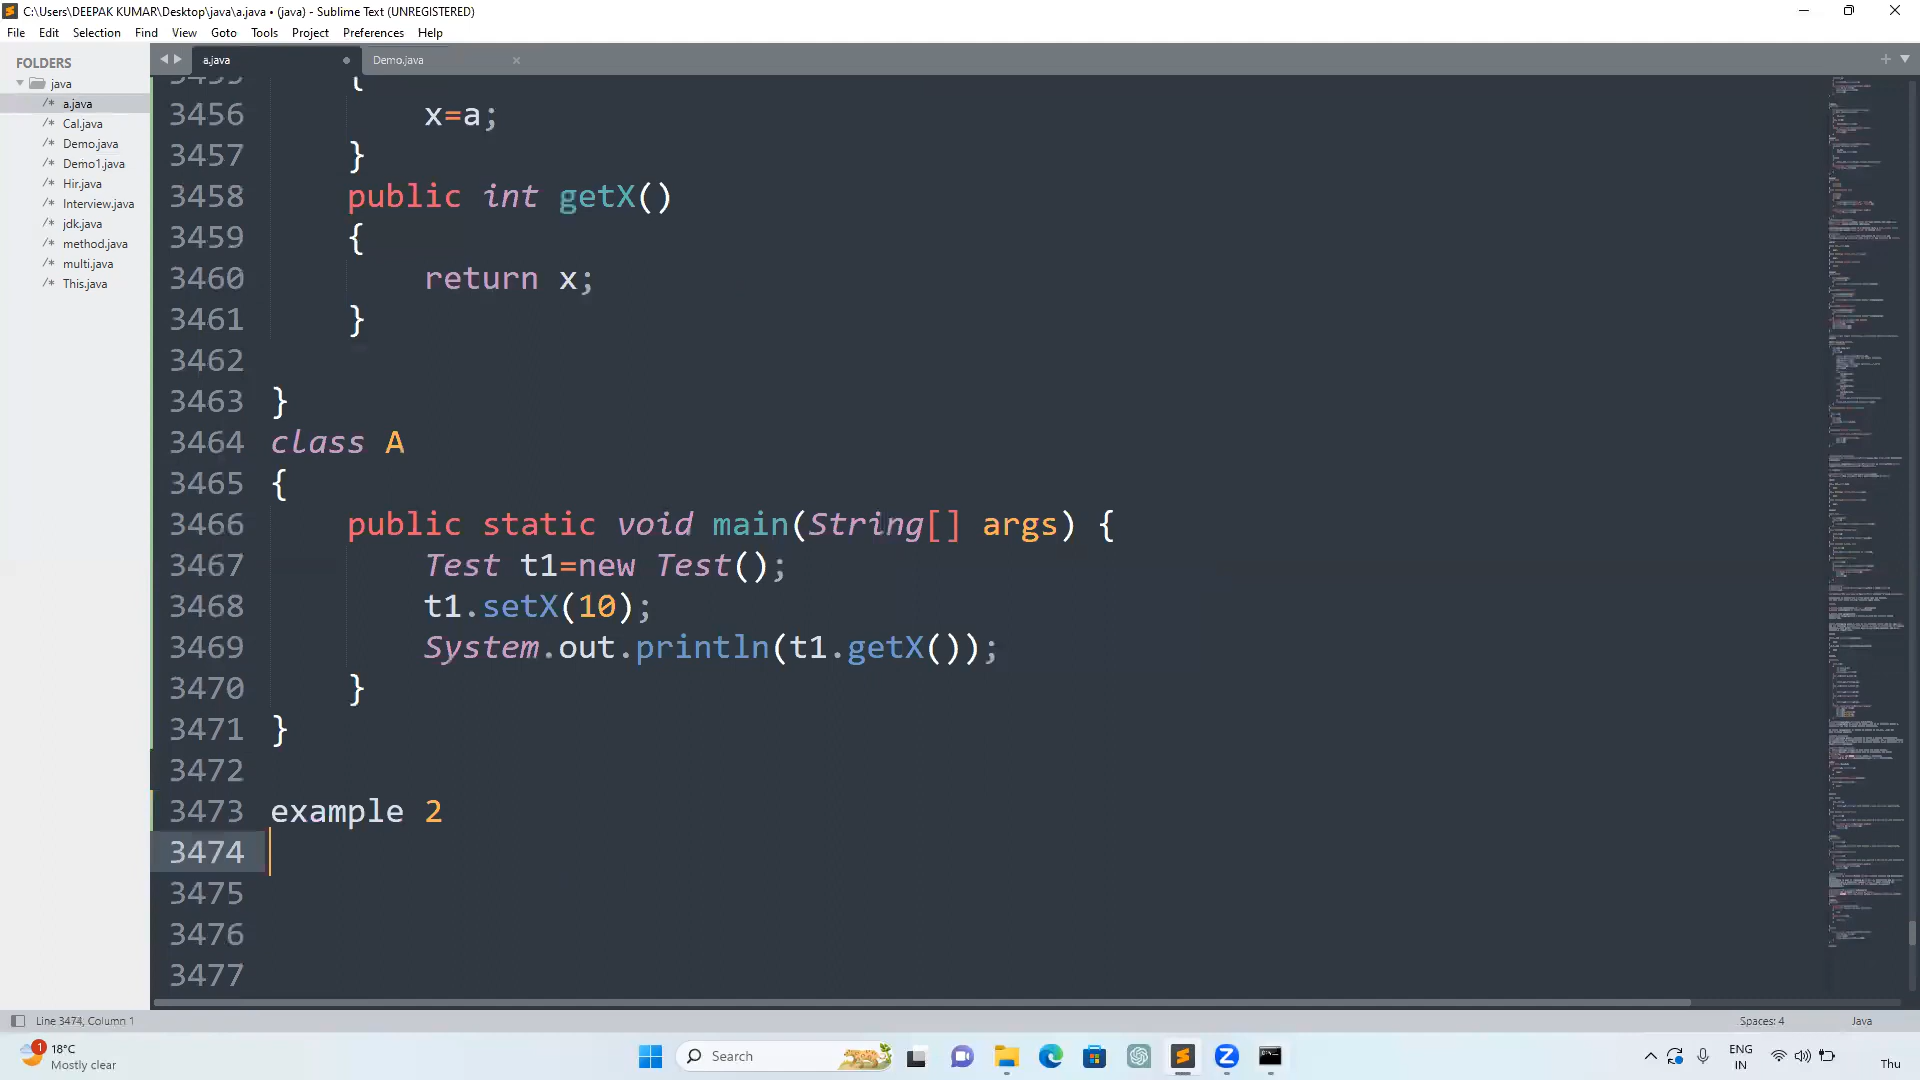 C:\Users\DEEPAK KUMAR\Desktop\java\a.java • (java) - Sublime Text (UNREGISTERED)
File Edit Selection Find View Goto Tools Project Preferences Help
FOLDERS
java
/* a.java
/* Cal.java
/* Demo.java
/* Demo1.java
/* Hir.java
/* Interview.java
/* jdk.java
/* method.java
/* multi.java
/* This.java
a.java
Demo.java
3455 {
3456 x=a;
3457 }
3458 public int getX()
3459 {
3460 return x;
3461 }
3462
3463 }
3464 class A
3465 {
3466 public static void main(String[] args) {
3467 Test t1=new Test();
3468 t1.setX(10);
3469 System.out.println(t1.getX());
3470 }
3471 }
3472
3473 example 2
3474
3475
3476
3477
Line 3474, Column 1
Spaces: 4
Java
1
18°C
Mostly clear
Search
ENG
IN
Thu